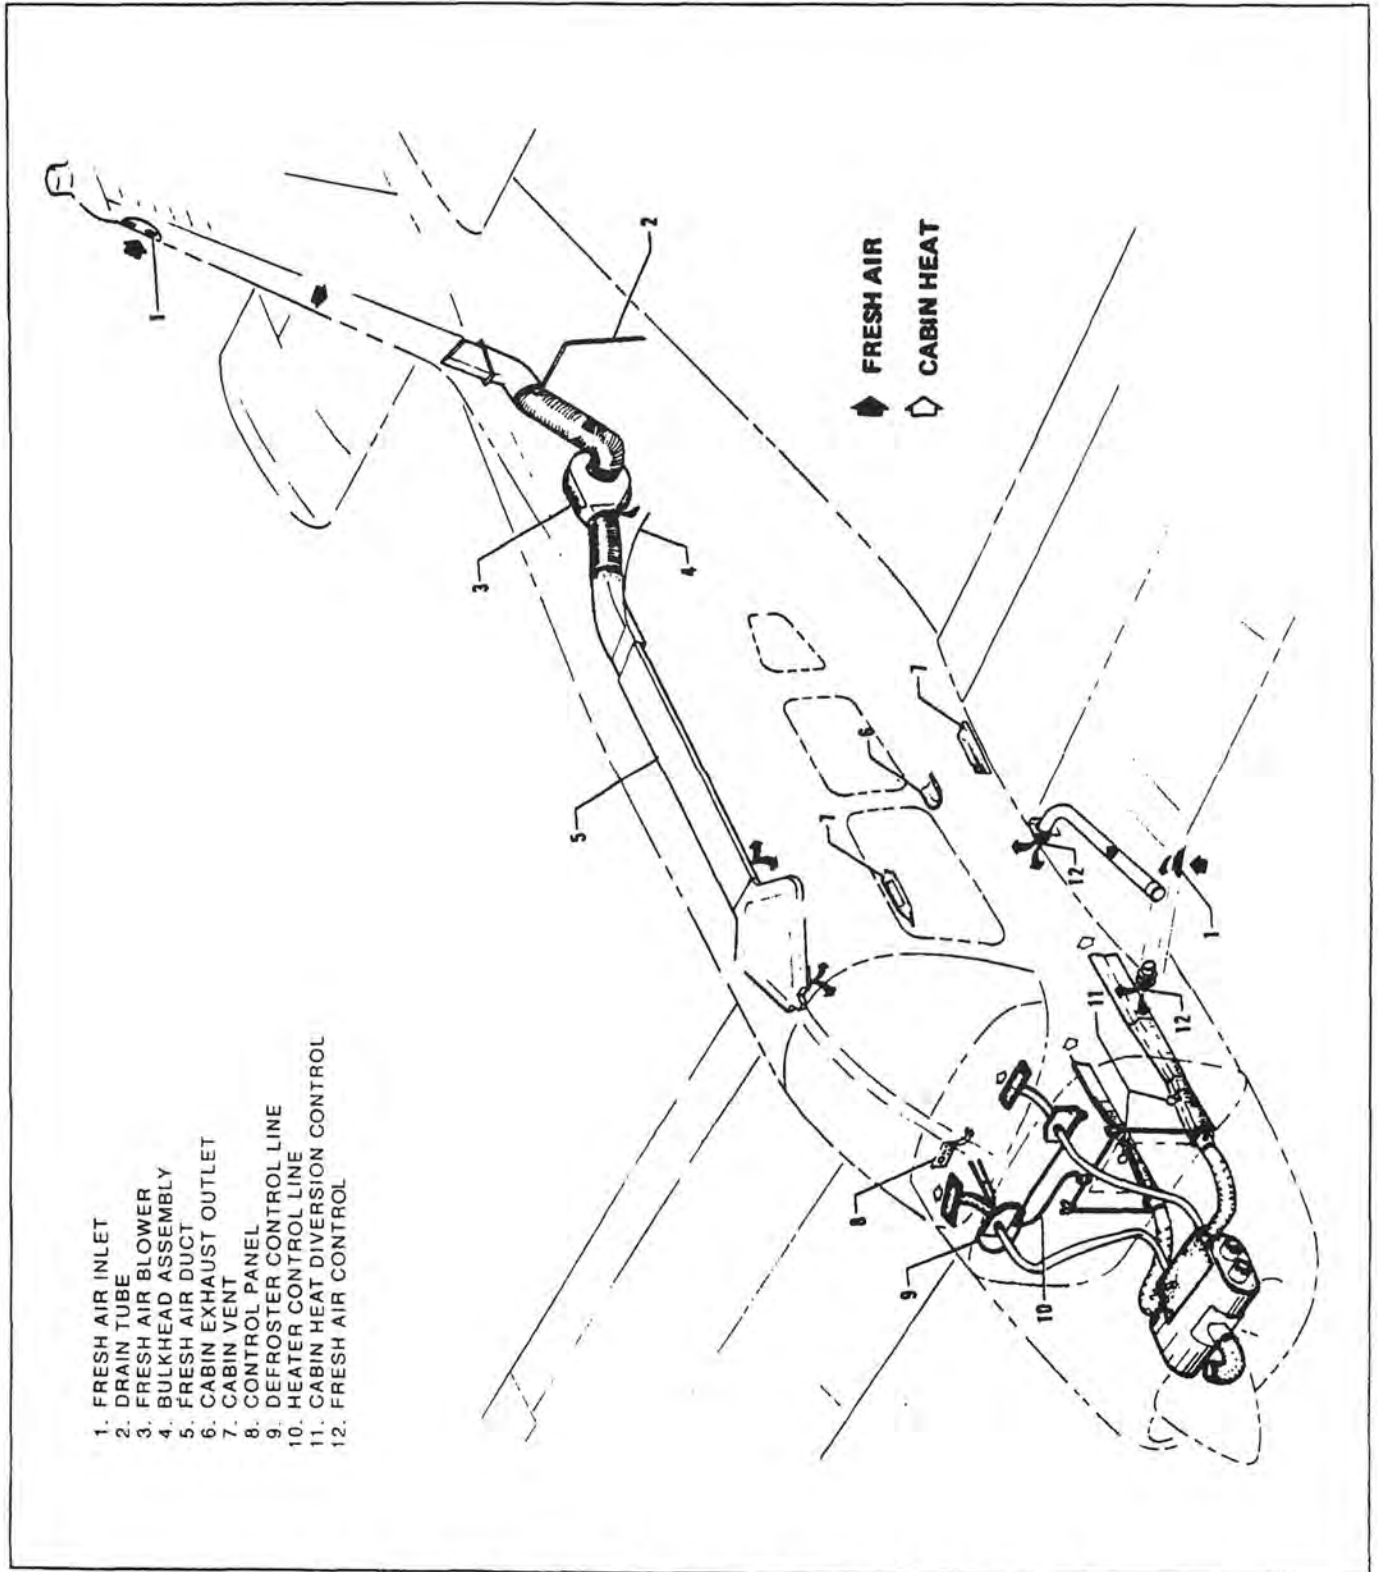 1. FRESH AIR INLET
2. DRAIN TUBE
3. FRESH AIR BLOWER
4. BULKHEAD ASSEMBLY
5. FRESH AIR DUCT
6. CABIN EXHAUST OUTLET
7. CABIN VENT
8. CONTROL PANEL
9. DEFROSTER CONTROL LINE
10. HEATER CONTROL LINE
11. CABIN HEAT DIVERSION CONTROL
12. FRESH AIR CONTROL
1
2
3
4
5
6
7
7
8
9
10
11
12
12
1
FRESH AIR
CABIN HEAT